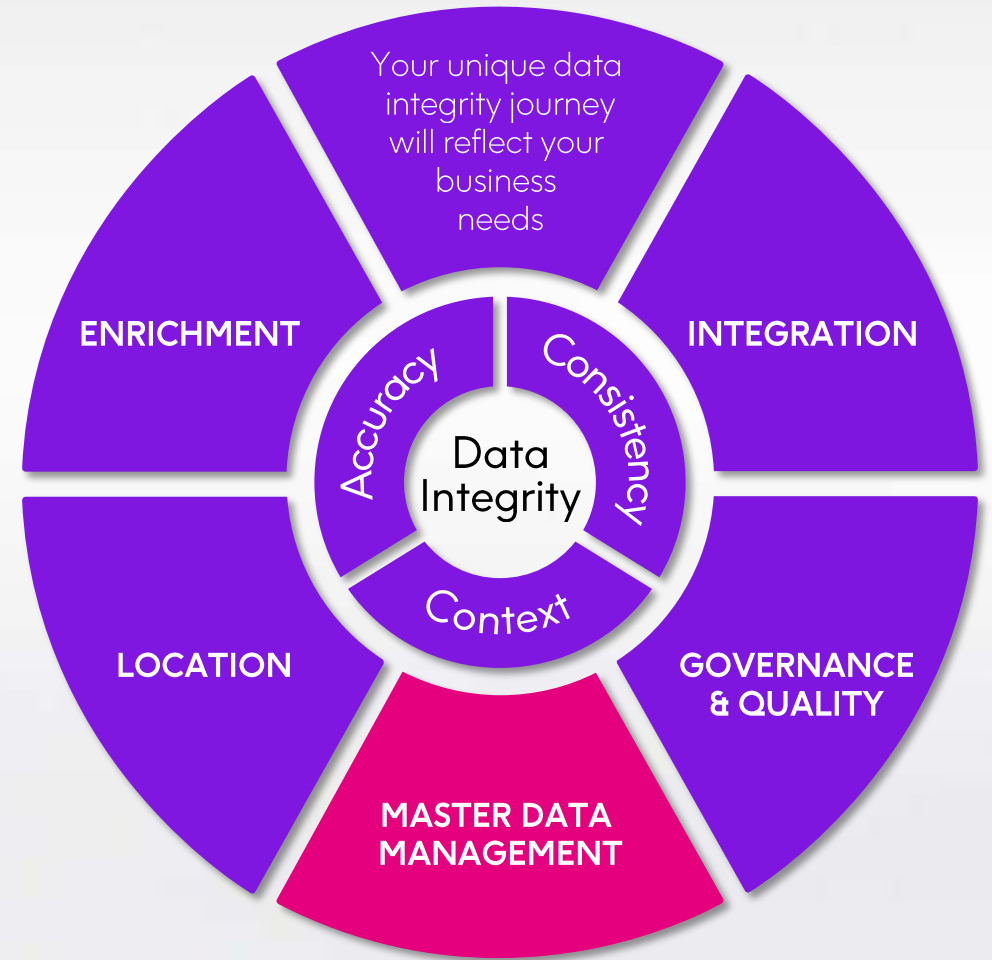 Your unique data
integrity journey
will reflect your
business
needs
ENRICHMENT
INTEGRATION
Accuracy
Consistency
Data
Integrity
Context
LOCATION
GOVERNANCE
& QUALITY
MASTER DATA
MANAGEMENT